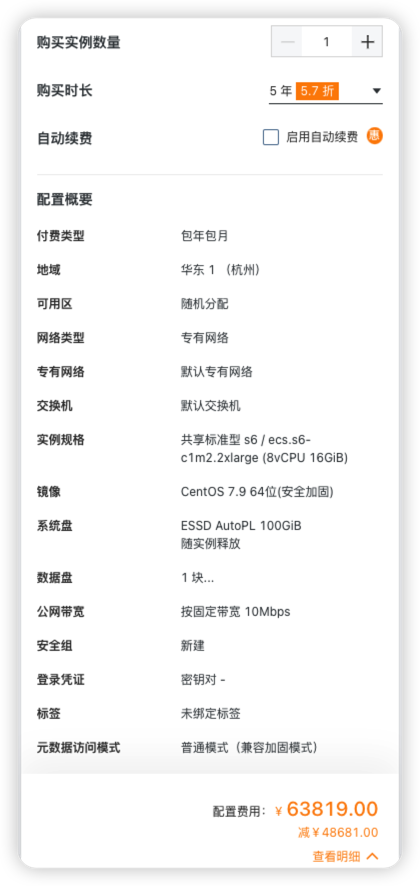 购买实例数量
— 1 +
购买时长
5 年 5.7 折
自动续费
启用自动续费 惠
配置概要
付费类型 包年包月
地域 华东 1 （杭州）
可用区 随机分配
网络类型 专有网络
专有网络 默认专有网络
交换机 默认交换机
实例规格 共享标准型 s6 / ecs.s6-
c1m2.2xlarge (8vCPU 16GiB)
镜像 CentOS 7.9 64位(安全加固)
系统盘 ESSD AutoPL 100GiB
随实例释放
数据盘 1 块...
公网带宽 按固定带宽 10Mbps
安全组 新建
登录凭证 密钥对 -
标签 未绑定标签
元数据访问模式 普通模式（兼容加固模式）
配置费用： ¥ 63819.00
减 ¥ 48681.00
查看明细